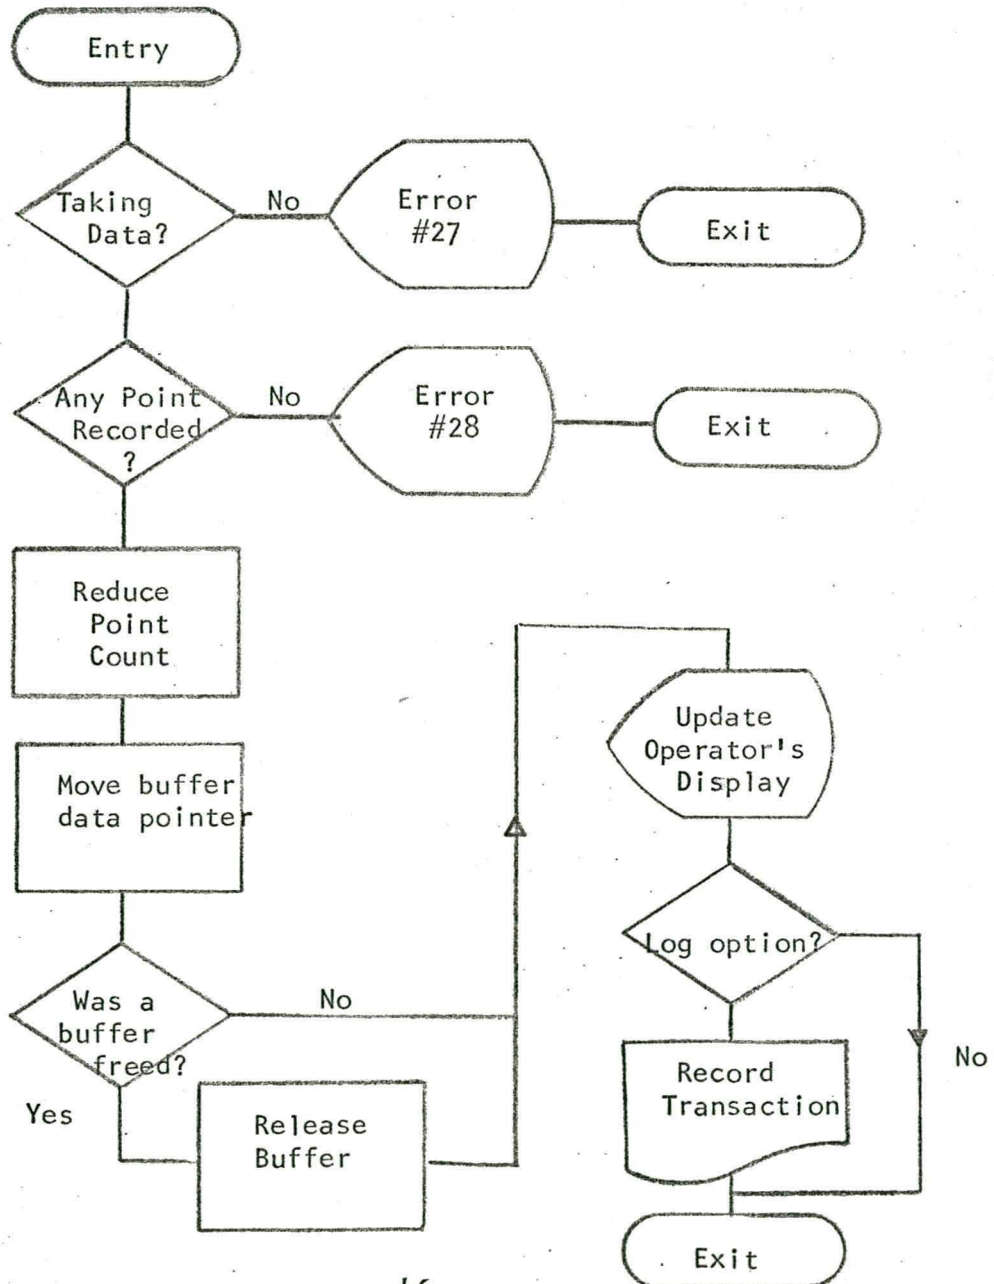 Entry
Taking
Data?
No
Error
#27
Exit
Any Point
Recorded
?
No
Error
#28
Exit
Reduce
Point
Count
Move buffer
data pointer
Was a
buffer
freed?
No
Yes
Release
Buffer
Update
Operator's
Display
Log option?
No
Record
Transaction
Exit